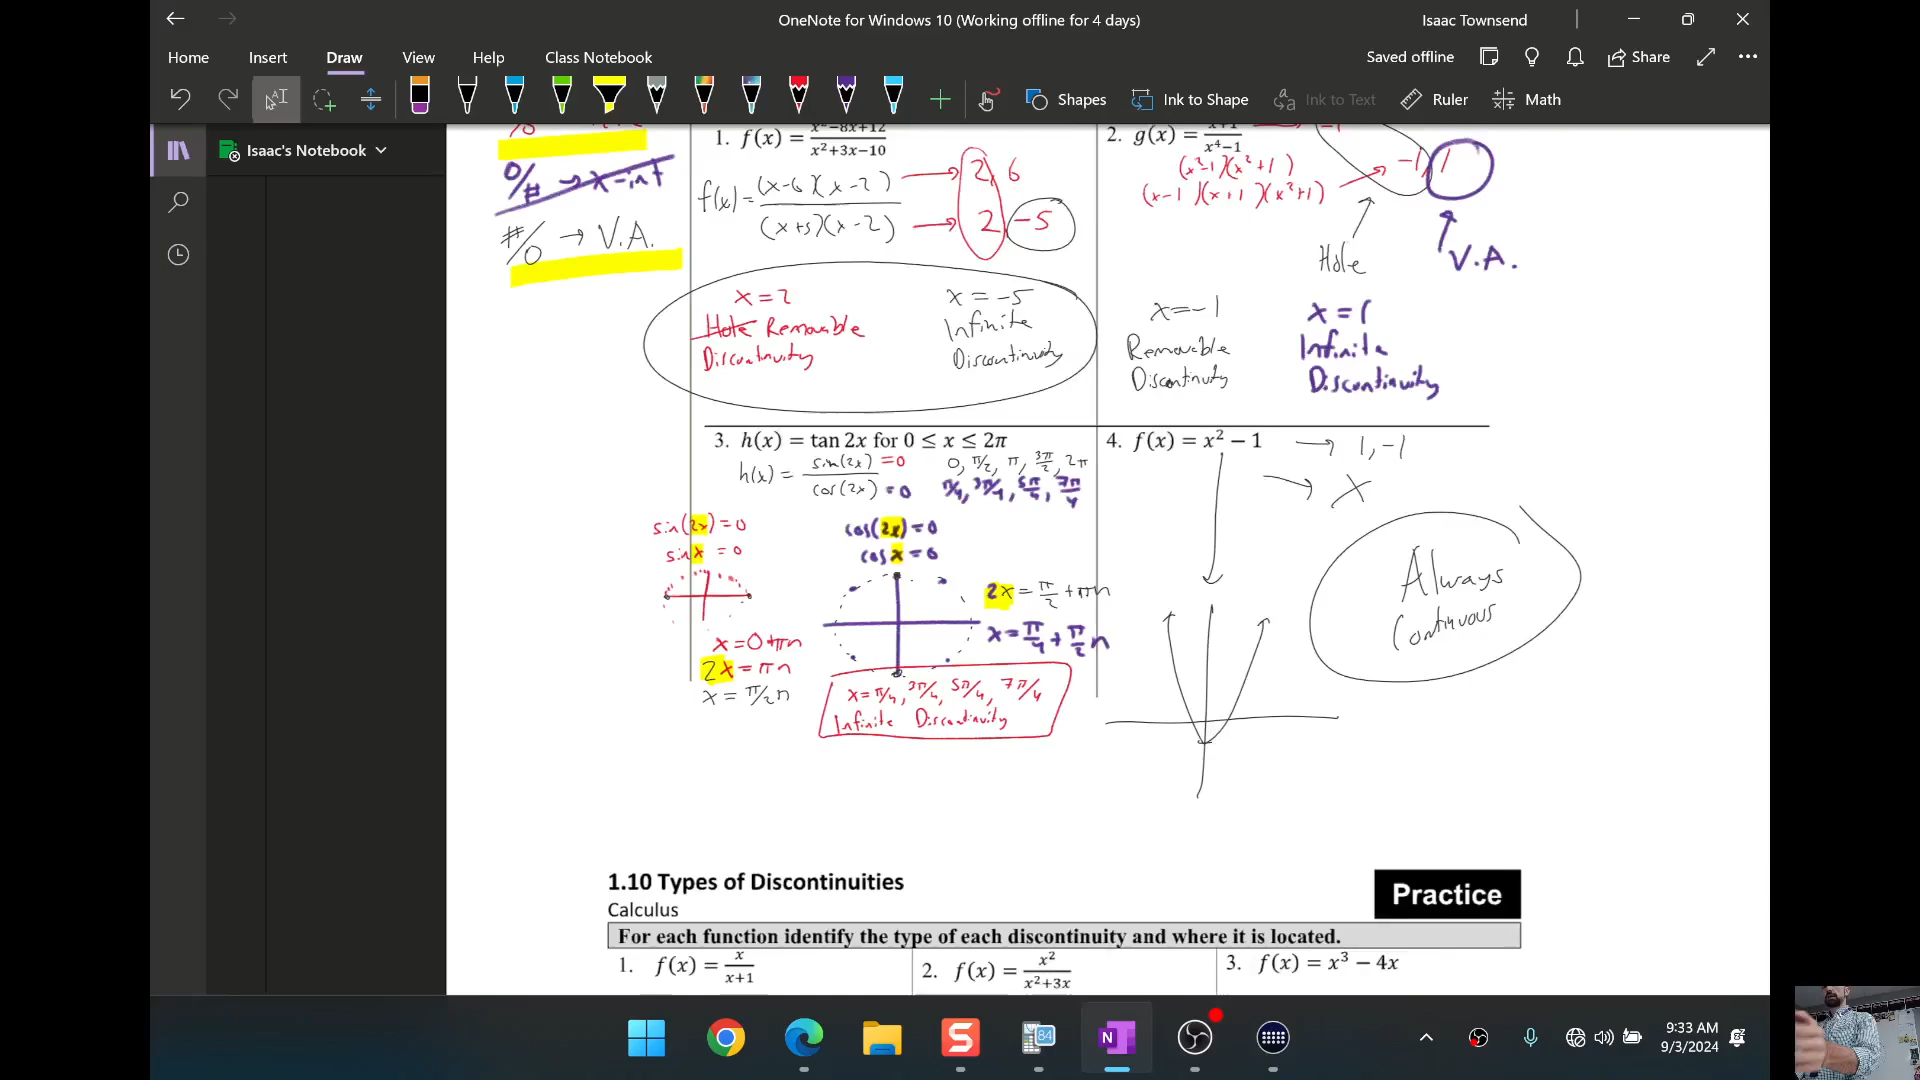 OneNote for Windows 10 (Working offline for 4 days)
Isaac Townsend
Home Insert Draw View Help Class Notebook
Saved offline
Share
Shapes
Ink to Shape
Ink to Text
Ruler
Math
Isaac's Notebook
0/# → x-int
#/0 → V.A.
1. f(x) = x²−8x+12 / x²+3x−10
f(x) = (x-6)(x-2) / (x+5)(x-2)
2, 6
2, -5
x=2
Hole Removable
Discontinuity
x=-5
Infinite
Discontinuity
2. g(x) = x+1 / x⁴−1 → -1
(x²-1)(x²+1)
(x-1)(x+1)(x²+1)
-1, 1
Hole
V.A.
x=-1
Removable
Discontinuity
x=1
Infinite
Discontinuity
3. h(x) = tan 2x for 0 ≤ x ≤ 2π
h(x) = sin(2x) =0 / cos(2x) =0
0, π/2, π, 3π/2, 2π
π/4, 3π/4, 5π/4, 7π/4
sin(2x)=0
sin x =0
x=0+πn
2x=πn
x=π/2n
cos(2x)=0
cos x=0
2x=π/2+πn
x=π/4+π/2n
x=π/4, 3π/4, 5π/4, 7π/4
Infinite Discontinuity
4. f(x) = x² − 1 → 1, -1
→ X
Always
Continuous
1.10 Types of Discontinuities
Calculus
Practice
For each function identify the type of each discontinuity and where it is located.
1. f(x) = x / x+1
2. f(x) = x² / x²+3x
3. f(x) = x³ − 4x
84
9:33 AM
9/3/2024